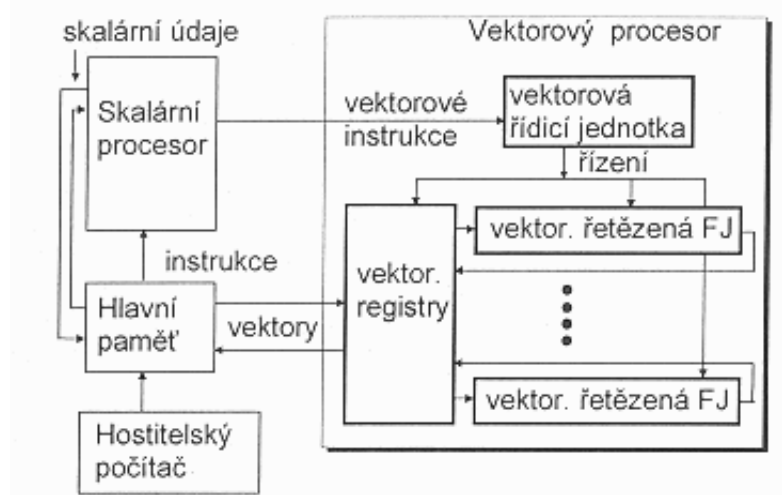 skalární údaje
Vektorový procesor
Skalární
procesor
vektorové
instrukce
vektorová
řídicí jednotka
řízení
vektor. řetězená FJ
instrukce
vektor.
registry
Hlavní
paměť
vektory
vektor. řetězená FJ
Hostitelský
počítač